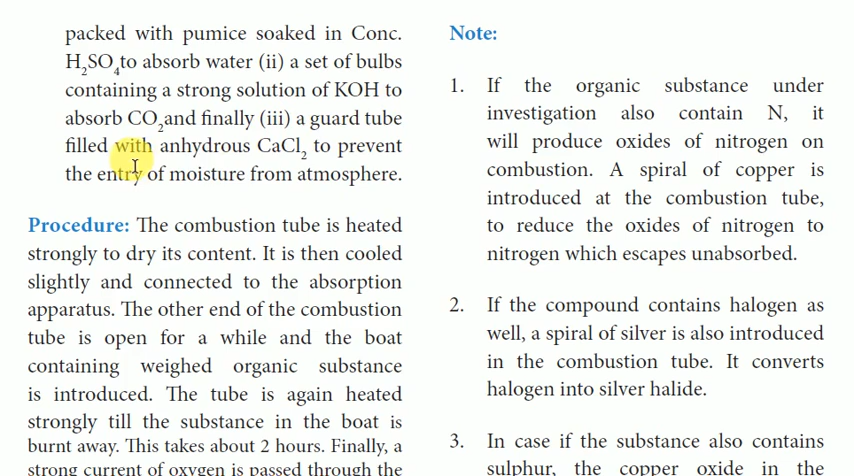 packed with pumice soaked in Conc.
H₂SO₄to absorb water (ii) a set of bulbs
containing a strong solution of KOH to
absorb CO₂and finally (iii) a guard tube
filled with anhydrous CaCl₂ to prevent
the entry of moisture from atmosphere.
Procedure: The combustion tube is heated
strongly to dry its content. It is then cooled
slightly and connected to the absorption
apparatus. The other end of the combustion
tube is open for a while and the boat
containing weighed organic substance
is introduced. The tube is again heated
strongly till the substance in the boat is
burnt away. This takes about 2 hours. Finally, a
strong current of oxygen is passed through the
Note:
1. If the organic substance under
investigation also contain N, it
will produce oxides of nitrogen on
combustion. A spiral of copper is
introduced at the combustion tube,
to reduce the oxides of nitrogen to
nitrogen which escapes unabsorbed.
2. If the compound contains halogen as
well, a spiral of silver is also introduced
in the combustion tube. It converts
halogen into silver halide.
3. In case if the substance also contains
sulphur, the copper oxide in the